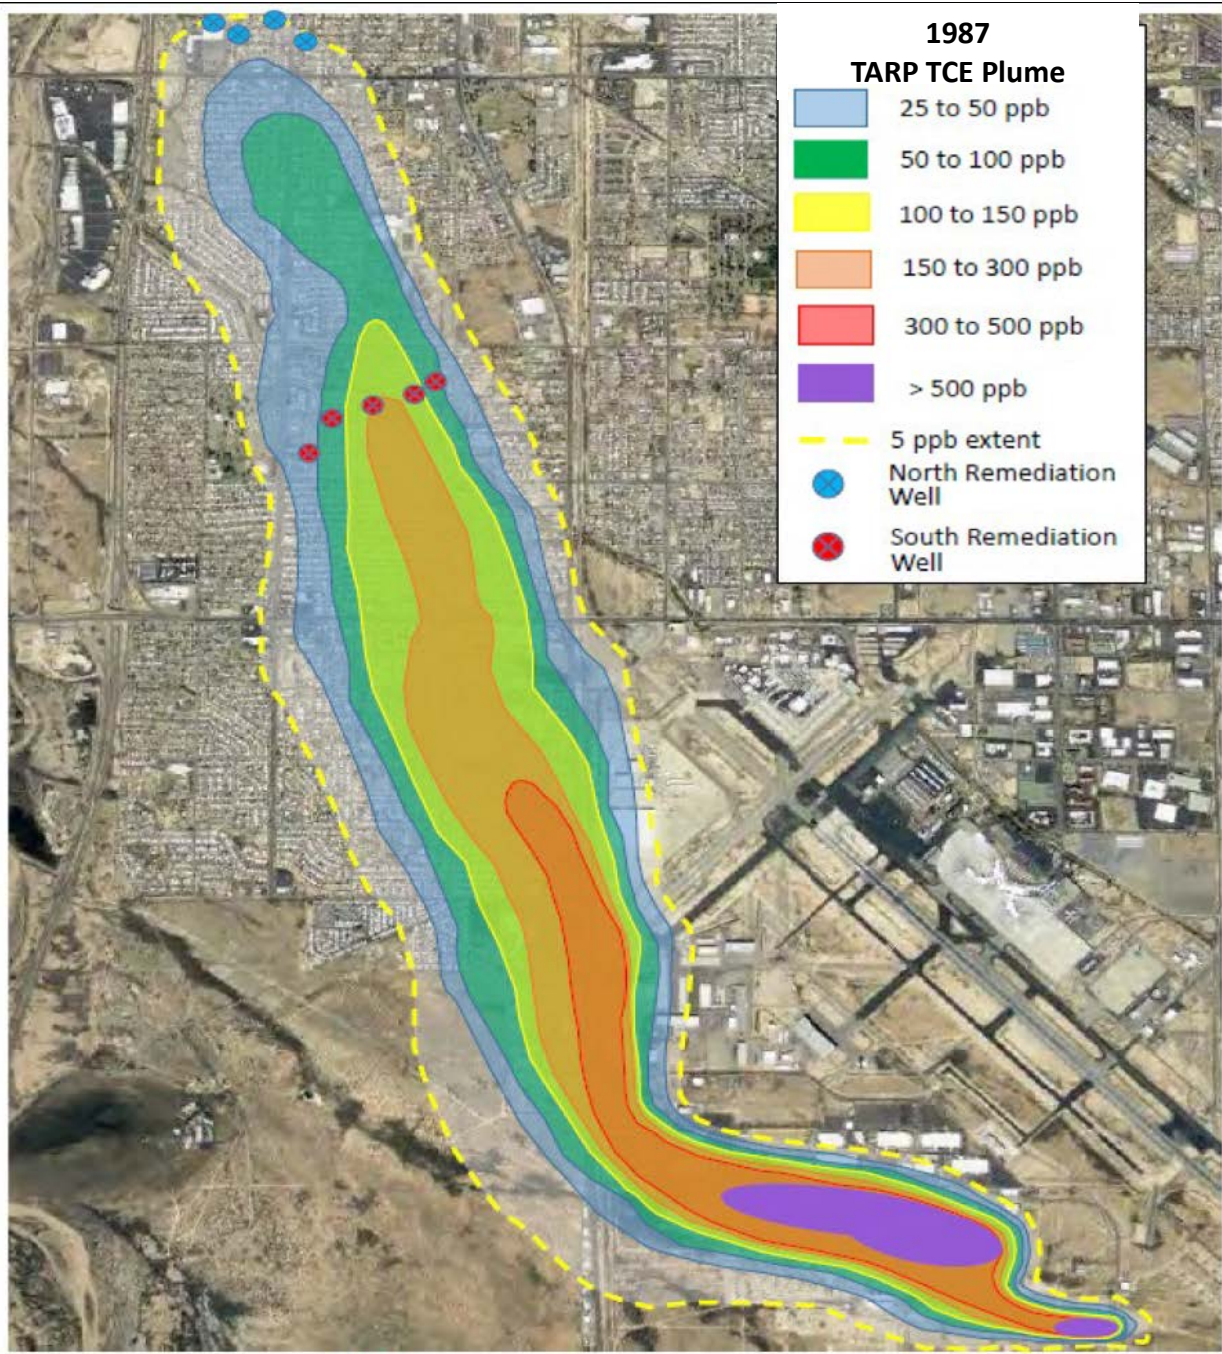 1987
TARP TCE Plume
25 to 50 ppb
50 to 100 ppb
100 to 150 ppb
150 to 300 ppb
300 to 500 ppb
> 500 ppb
5 ppb extent
North Remediation
Well
South Remediation
Well